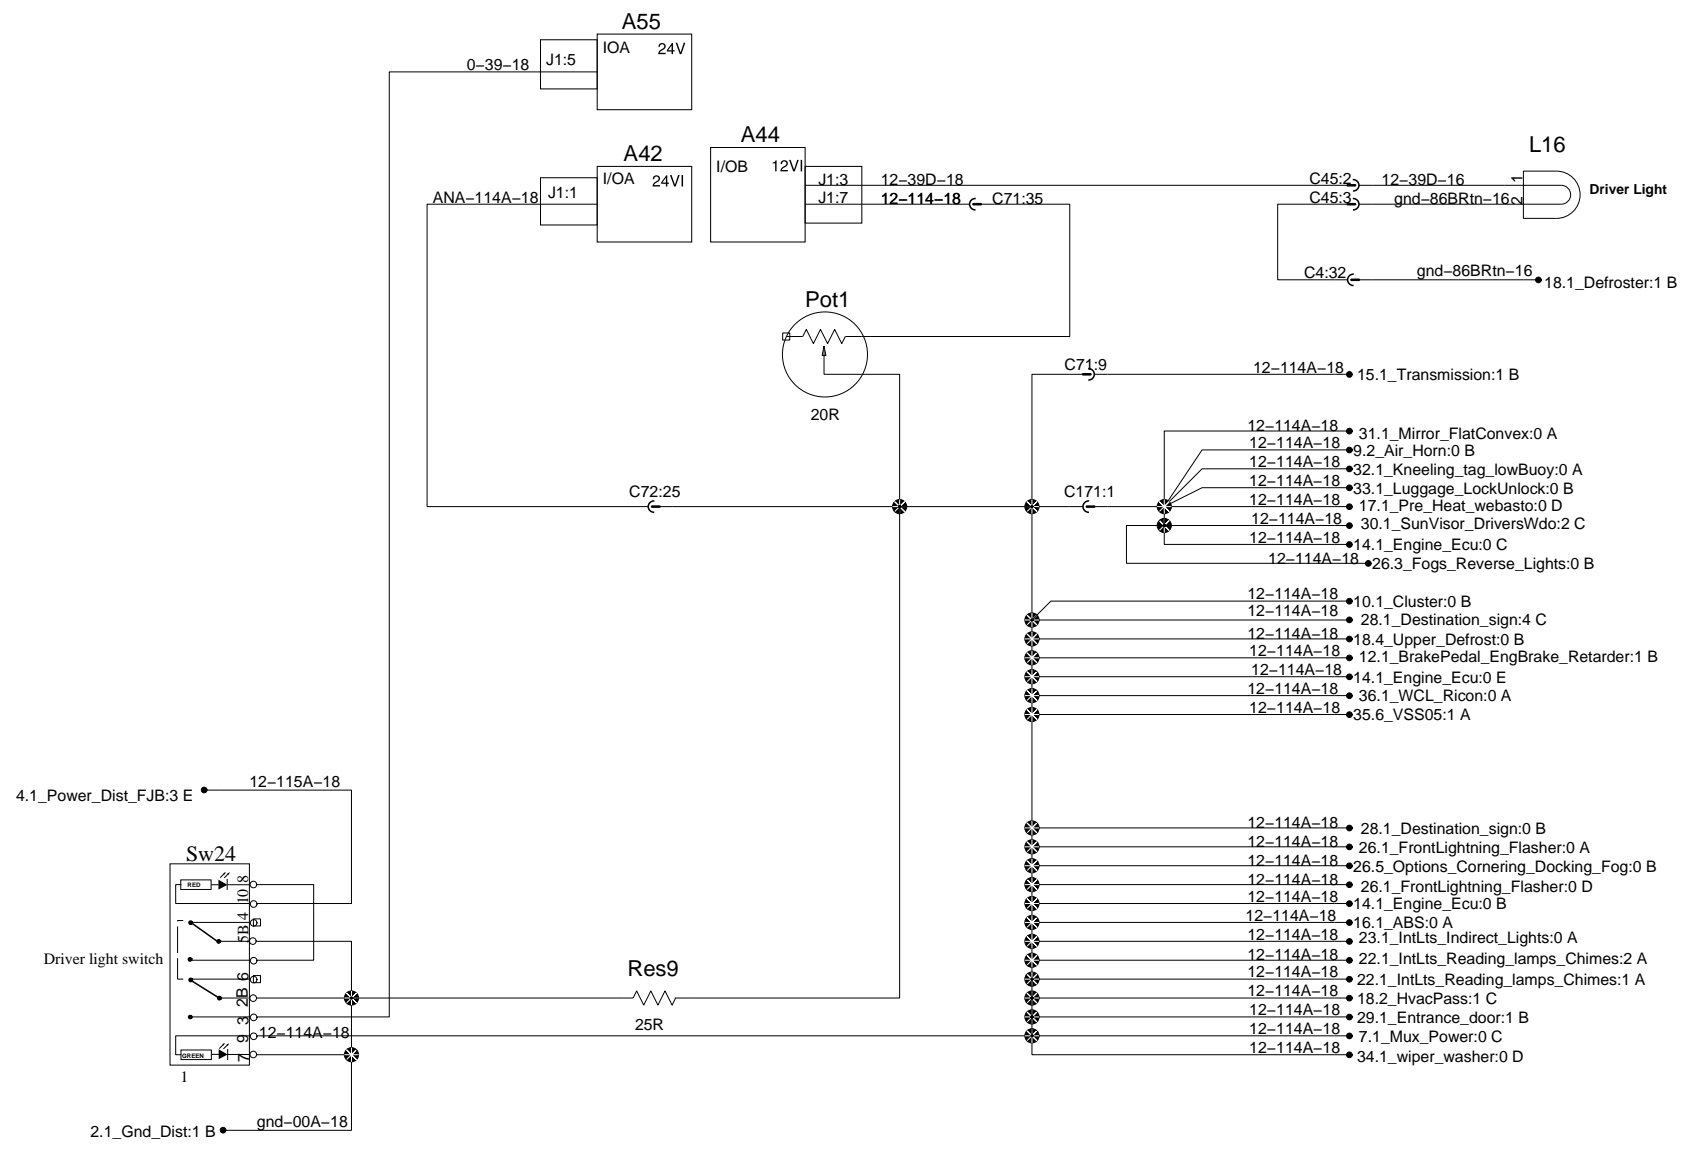 A55
IOA 24V
0–39–18 J1:5
A44
A42
I/OB 12VI
I/OA 24VI
ANA–114A–18 J1:1
J1:3 12–39D–18
J1:7 12–114–18 C71:35
L16
C45:2 12–39D–16 1
C45:3 gnd–86BRtn–16 2
Driver Light
C4:32 gnd–86BRtn–16
18.1_Defroster:1 B
Pot1
20R
C71:9 12–114A–18 15.1_Transmission:1 B
12–114A–18 31.1_Mirror_FlatConvex:0 A
12–114A–18 9.2_Air_Horn:0 B
12–114A–18 32.1_Kneeling_tag_lowBuoy:0 A
12–114A–18 33.1_Luggage_LockUnlock:0 B
C72:25
C171:1 12–114A–18 17.1_Pre_Heat_webasto:0 D
12–114A–18 30.1_SunVisor_DriversWdo:2 C
12–114A–18 14.1_Engine_Ecu:0 C
12–114A–18 26.3_Fogs_Reverse_Lights:0 B
12–114A–18 10.1_Cluster:0 B
12–114A–18 28.1_Destination_sign:4 C
12–114A–18 18.4_Upper_Defrost:0 B
12–114A–18 12.1_BrakePedal_EngBrake_Retarder:1 B
12–114A–18 14.1_Engine_Ecu:0 E
12–114A–18 36.1_WCL_Ricon:0 A
12–114A–18 35.6_VSS05:1 A
12–115A–18
4.1_Power_Dist_FJB:3 E
12–114A–18 28.1_Destination_sign:0 B
12–114A–18 26.1_FrontLightning_Flasher:0 A
12–114A–18 26.5_Options_Cornering_Docking_Fog:0 B
12–114A–18 26.1_FrontLightning_Flasher:0 D
12–114A–18 14.1_Engine_Ecu:0 B
12–114A–18 16.1_ABS:0 A
12–114A–18 23.1_IntLts_Indirect_Lights:0 A
12–114A–18 22.1_IntLts_Reading_lamps_Chimes:2 A
12–114A–18 22.1_IntLts_Reading_lamps_Chimes:1 A
12–114A–18 18.2_HvacPass:1 C
12–114A–18 29.1_Entrance_door:1 B
12–114A–18 7.1_Mux_Power:0 C
12–114A–18 34.1_wiper_washer:0 D
Sw24
RED 8
10
4
5B
Driver light switch
6
2B
3
9 12–114A–18
GREEN 7
1
Res9
25R
gnd–00A–18
2.1_Gnd_Dist:1 B